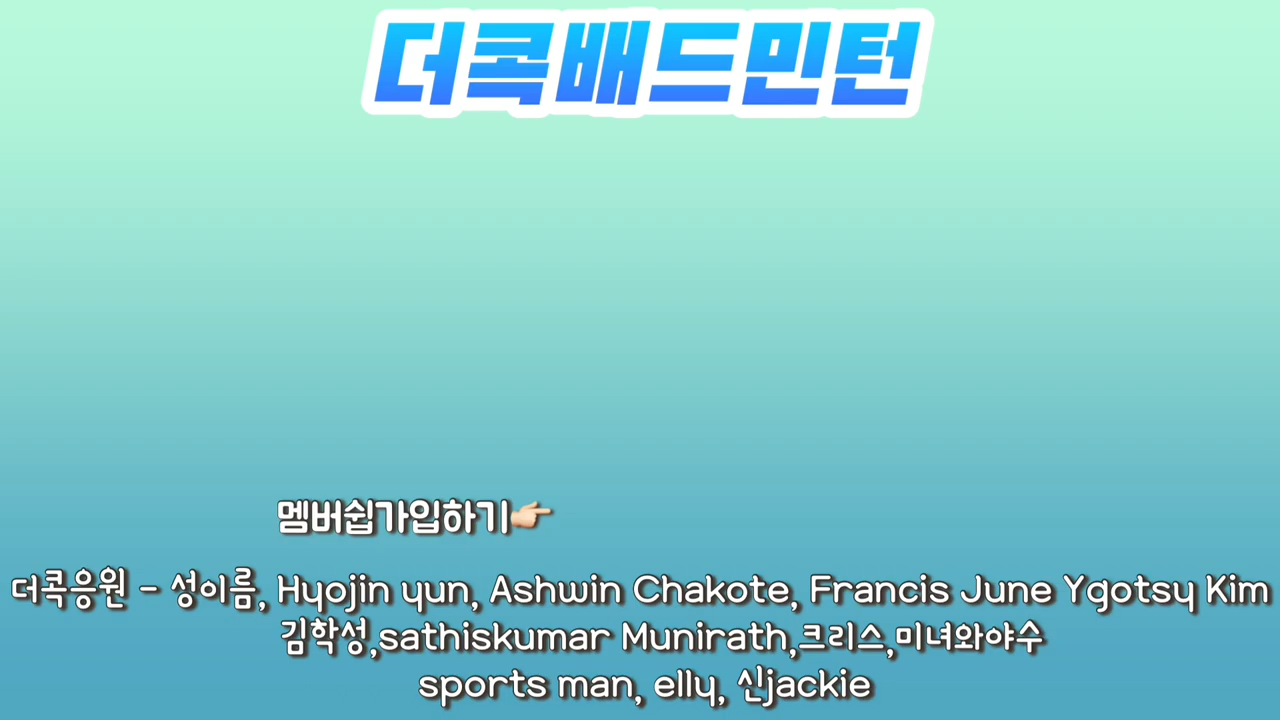 더콕배드민턴
멤버쉽가입하기👉🏻
더콕응원 - 성이름, Hyojin yun, Ashwin Chakote, Francis June Ygotsy Kim
김학성,sathiskumar Munirath,크리스,미녀와야수
sports man, elly, 신jackie